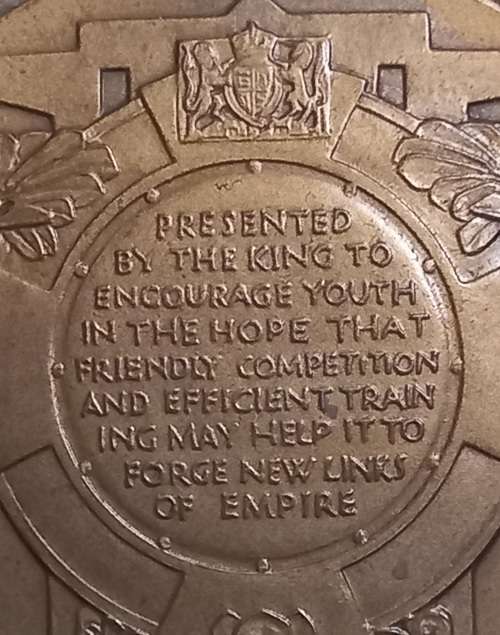 PRESENTED
BY THE KING TO
ENCOURAGE YOUTH
IN THE HOPE THAT
FRIENDLY COMPETITION
AND EFFICIENT TRAIN
ING MAY HELP IT TO
FORGE NEW LINKS
OF EMPIRE